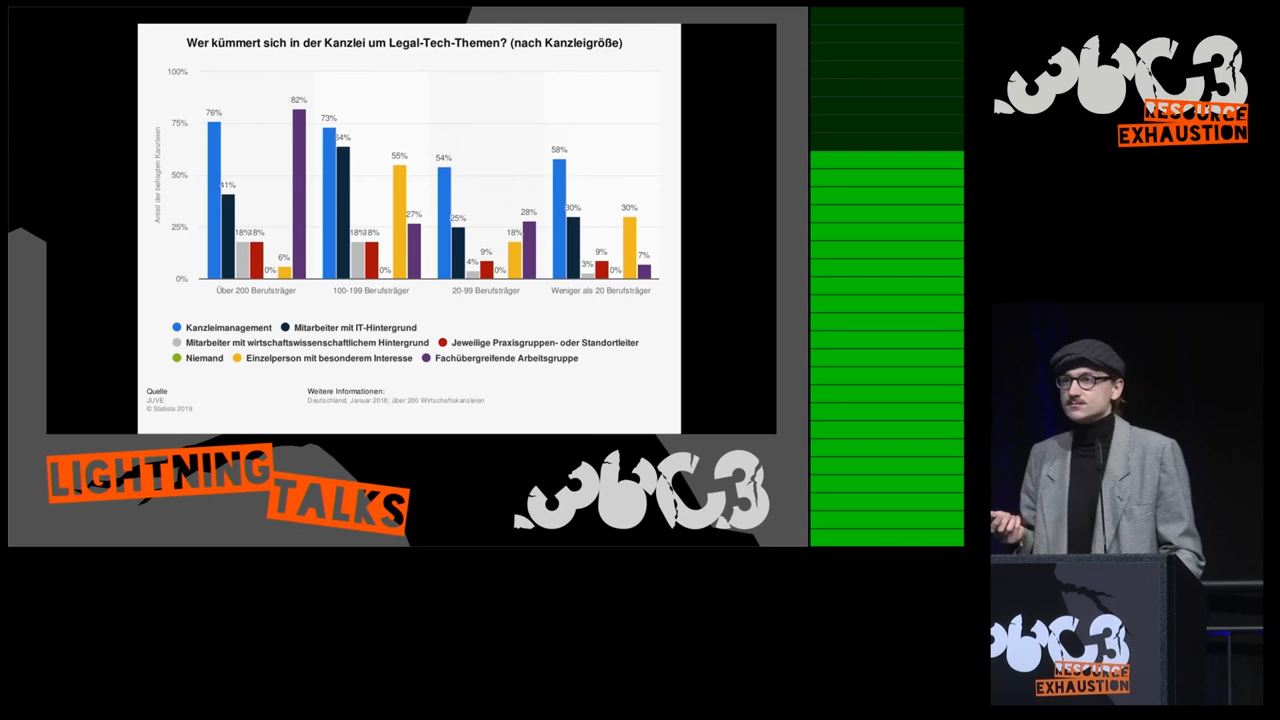 Wer kümmert sich in der Kanzlei um Legal-Tech-Themen? (nach Kanzleigröße)
Anteil der befragten Kanzleien
100%
75%
50%
25%
0%
76%
41%
18%
18%
0%
6%
82%
73%
64%
18%
18%
0%
55%
27%
54%
25%
4%
9%
0%
18%
28%
58%
30%
3%
9%
0%
30%
7%
Über 200 Berufsträger
100-199 Berufsträger
20-99 Berufsträger
Weniger als 20 Berufsträger
Kanzleimanagement
Mitarbeiter mit IT-Hintergrund
Mitarbeiter mit wirtschaftswissenschaftlichem Hintergrund
Jeweilige Praxisgruppen- oder Standortleiter
Niemand
Einzelperson mit besonderem Interesse
Fachübergreifende Arbeitsgruppe
Quelle
JUVE
© Statista 2019
Weitere Informationen:
Deutschland; Januar 2018; über 200 Wirtschaftskanzleien
LIGHTNING
TALKS
36C3
36C3
RESOURCE
EXHAUSTION
36C3
RESOURCE
EXHAUSTION